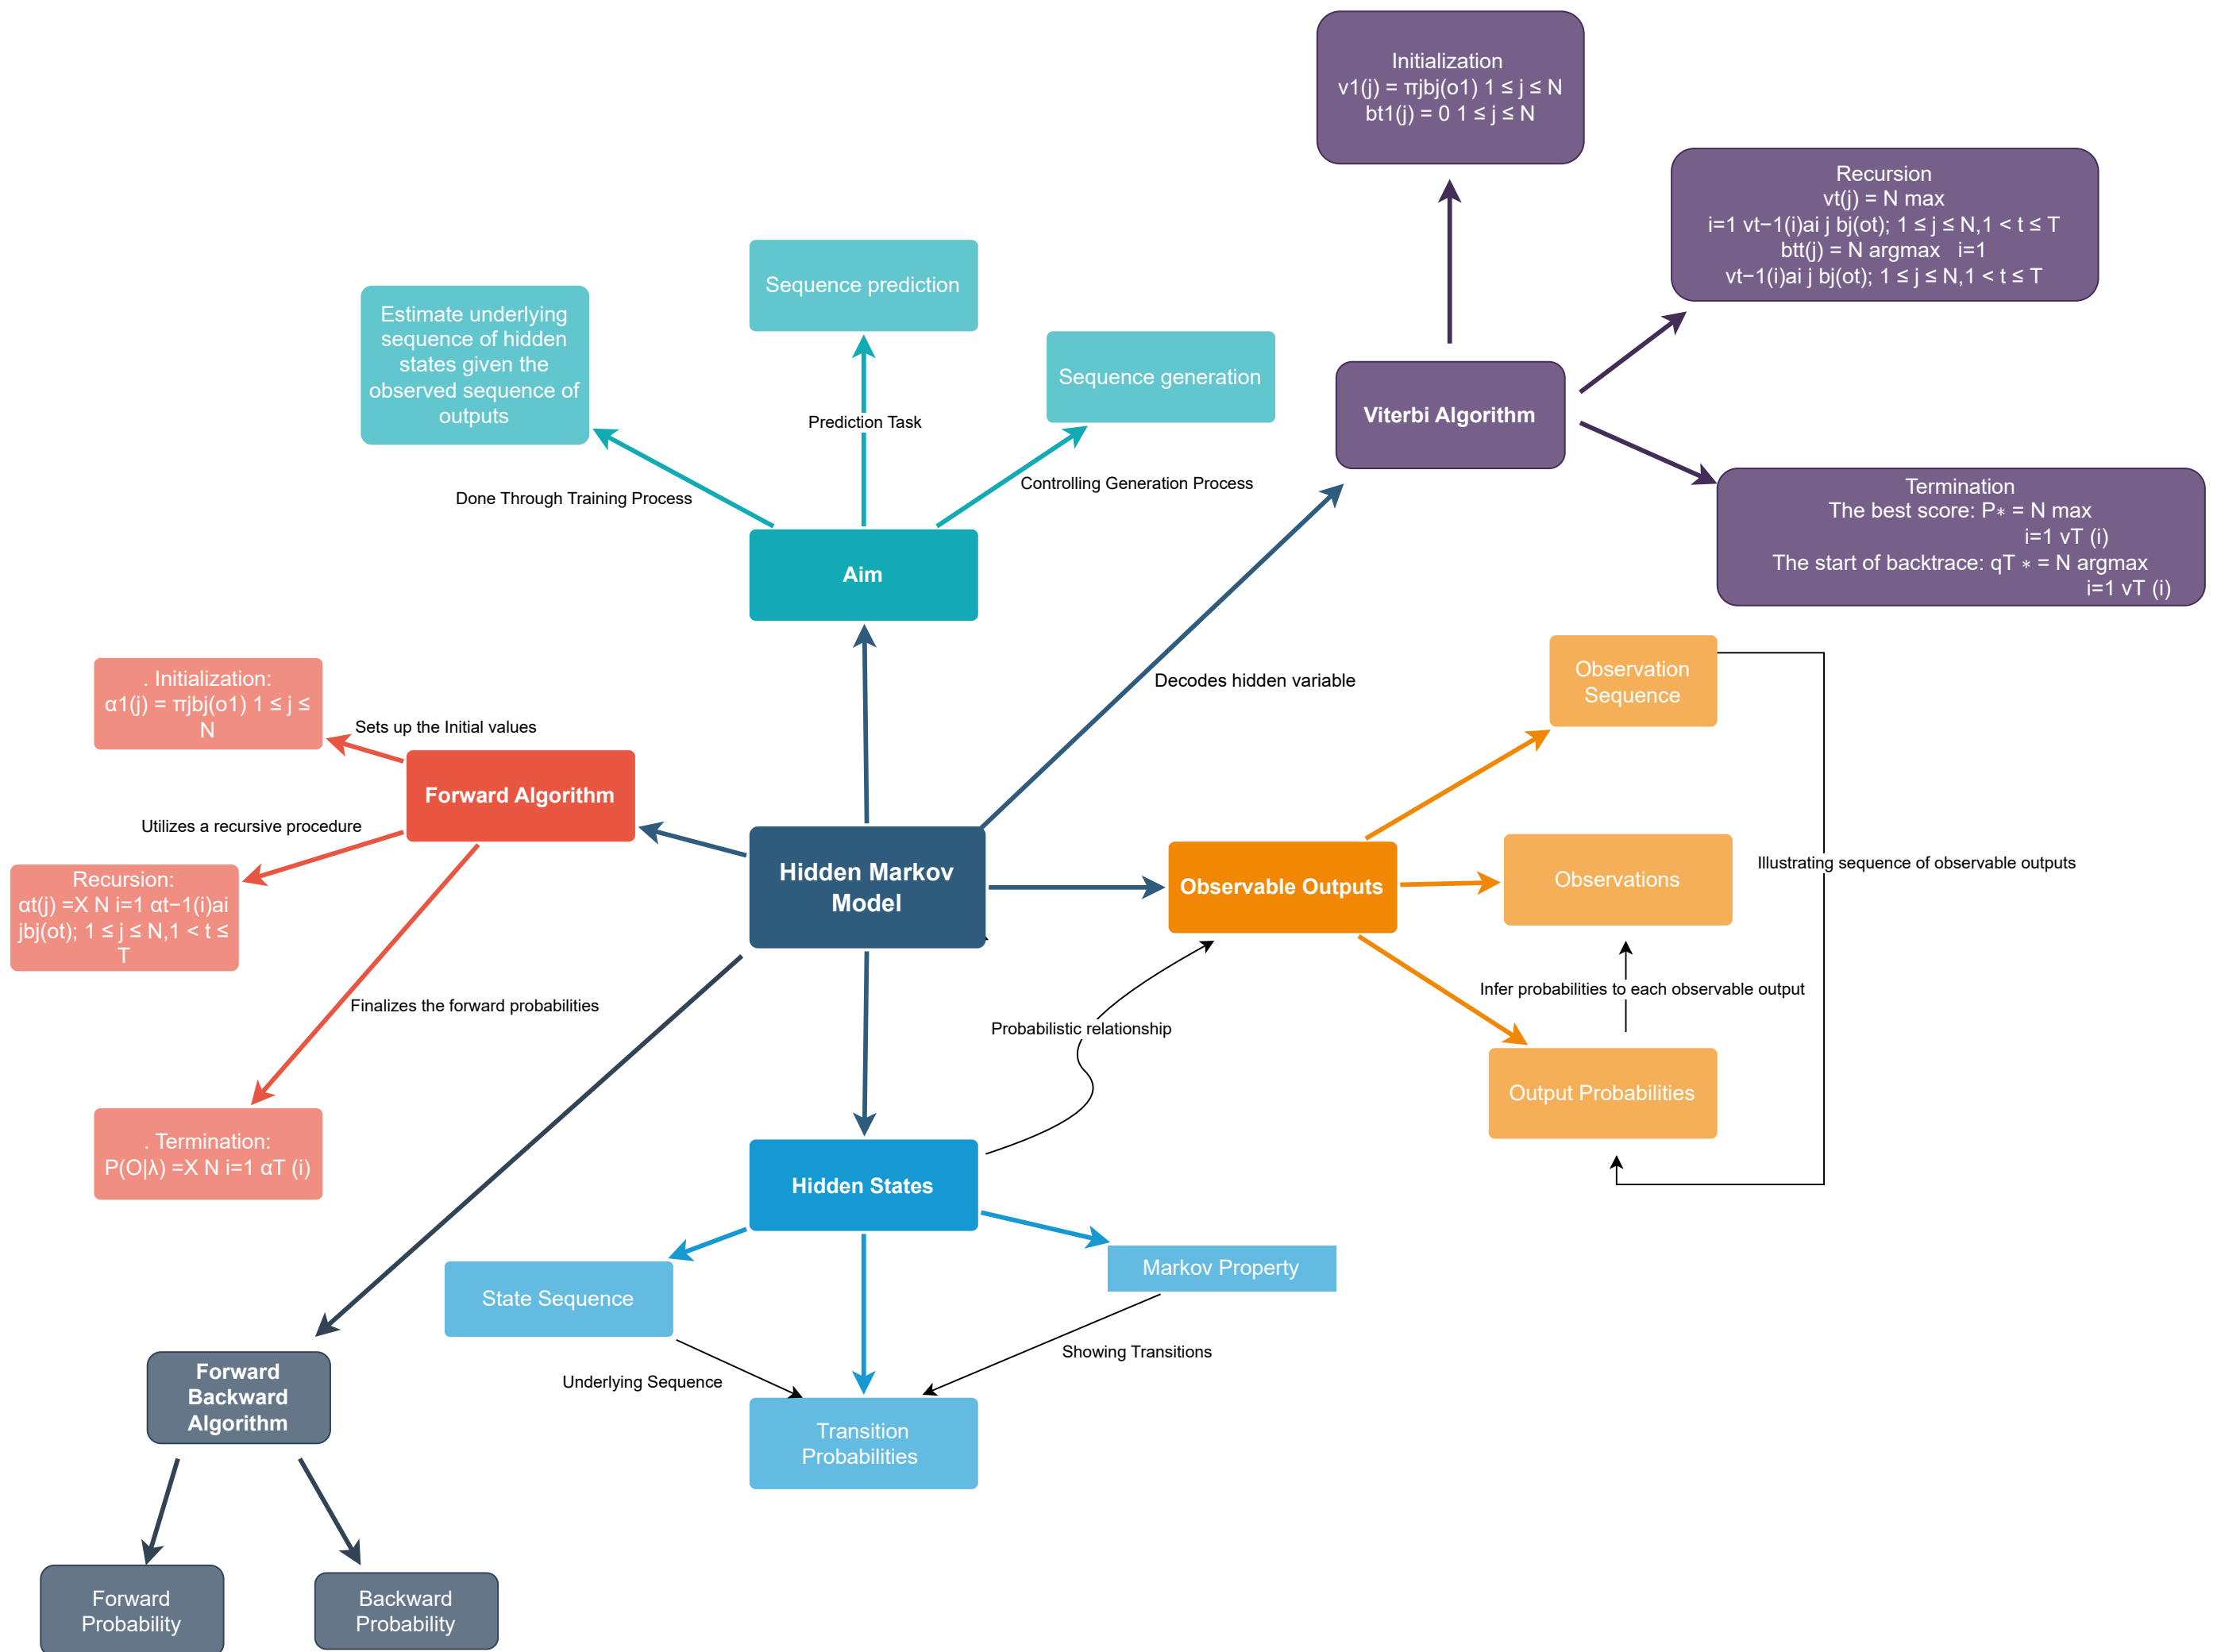 Initialization
v1(j) = πjbj(o1) 1 ≤ j ≤ N
bt1(j) = 0 1 ≤ j ≤ N
Recursion
vt(j) = N max
i=1 vt−1(i)ai j bj(ot); 1 ≤ j ≤ N,1 < t ≤ T
btt(j) = N argmax i=1
vt−1(i)ai j bj(ot); 1 ≤ j ≤ N,1 < t ≤ T
Viterbi Algorithm
Termination
The best score: P∗ = N max
i=1 vT (i)
The start of backtrace: qT ∗ = N argmax
i=1 vT (i)
Sequence prediction
Estimate underlying
sequence of hidden
states given the
observed sequence of
outputs
Sequence generation
Prediction Task
Done Through Training Process
Controlling Generation Process
Aim
Decodes hidden variable
. Initialization:
α1(j) = πjbj(o1) 1 ≤ j ≤
N
Sets up the Initial values
Forward Algorithm
Utilizes a recursive procedure
Recursion:
αt(j) =X N i=1 αt−1(i)ai
jbj(ot); 1 ≤ j ≤ N,1 < t ≤
T
Finalizes the forward probabilities
. Termination:
P(O|λ) =X N i=1 αT (i)
Hidden Markov
Model
Observable Outputs
Observation
Sequence
Observations
Illustrating sequence of observable outputs
Infer probabilities to each observable output
Output Probabilities
Probabilistic relationship
Hidden States
State Sequence
Markov Property
Underlying Sequence
Showing Transitions
Transition
Probabilities
Forward
Backward
Algorithm
Forward
Probability
Backward
Probability